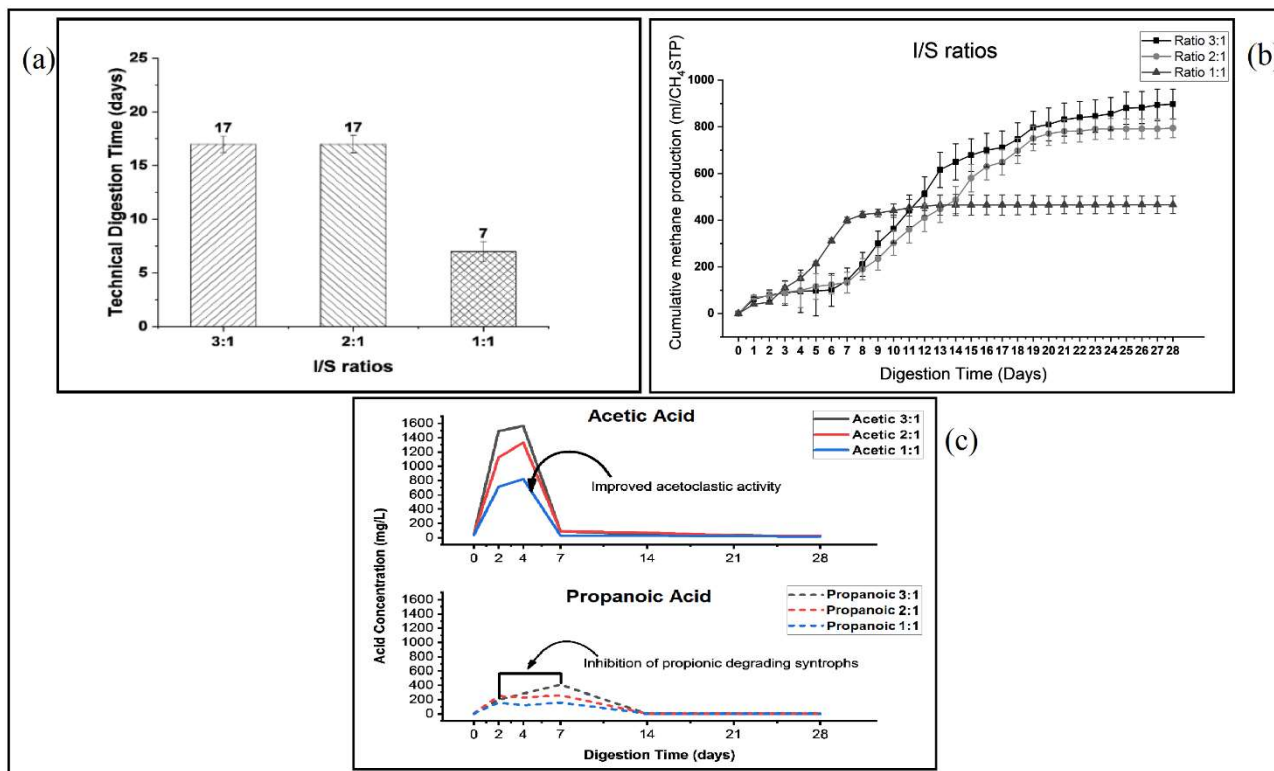 (a)
25
20
15
10
5
0
Technical Digestion Time (days)
17
17
7
3:1
2:1
1:1
I/S ratios
(b)
I/S ratios
Ratio 3:1
Ratio 2:1
Ratio 1:1
900
800
600
400
200
0
Cumulative methane production (ml/CH₄STP)
0 1 2 3 4 5 6 7 8 9 10 11 12 13 14 15 16 17 18 19 20 21 22 23 24 25 26 27 28
Digestion Time (Days)
(c)
Acetic Acid
Acetic 3:1
Acetic 2:1
Acetic 1:1
Improved acetoclastic activity
1600
1400
1200
1000
800
600
400
200
0
0 2 4 7 14 21 28
Acid Concentration (mg/L)
Propanoic Acid
Propanoic 3:1
Propanoic 2:1
Propanoic 1:1
Inhibition of propionic degrading syntrophs
1600
1400
1200
1000
800
600
400
200
0
0 2 4 7 14 21 28
Digestion Time (days)